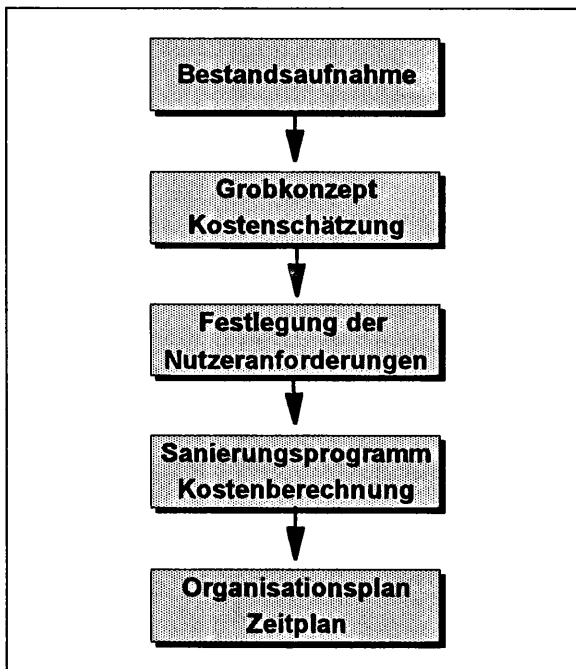 Bestandsaufnahme
Grobkonzept
Kostenschätzung
Festlegung der
Nutzeranforderungen
Sanierungsprogramm
Kostenberechnung
Organisationsplan
Zeitplan